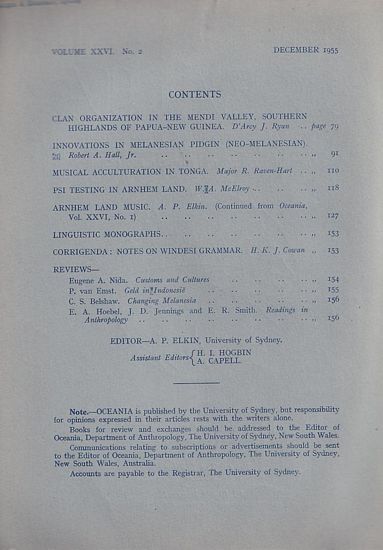 VOLUME XXVI. No. 2 DECEMBER 1955
CONTENTS
CLAN ORGANIZATION IN THE MENDI VALLEY, SOUTHERN
HIGHLANDS OF PAPUA-NEW GUINEA. D'Arcy J. Ryan .. page 79
INNOVATIONS IN MELANESIAN PIDGIN (NEO-MELANESIAN).
Robert A. Hall, Jr. .. .. .. .. .. .. .. „ 91
MUSICAL ACCULTURATION IN TONGA. Major R. Raven-Hart .. „ 110
PSI TESTING IN ARNHEM LAND. W. A. McElroy .. .. .. „ 118
ARNHEM LAND MUSIC. A. P. Elkin. (Continued from Oceania,
Vol. XXVI, No. 1) .. .. .. .. .. .. .. „ 127
LINGUISTIC MONOGRAPHS.. .. .. .. .. .. .. „ 153
CORRIGENDA : NOTES ON WINDESI GRAMMAR. H. K. J. Cowan .. „ 153
REVIEWS—
Eugene A. Nida. Customs and Cultures .. .. .. .. .. „ 154
P. van Emst. Geld in Indonesië .. .. .. .. .. „ 155
C. S. Belshaw. Changing Melanesia .. .. .. .. .. „ 156
E. A. Hoebel, J. D. Jennings and E. R. Smith. Readings in
Anthropology .. .. .. .. .. .. .. .. „ 156
EDITOR—A. P. ELKIN, University of Sydney.
Assistant Editors { H. I. HOGBIN
A. CAPELL.
Note.—OCEANIA is published by the University of Sydney, but responsibility
for opinions expressed in their articles rests with the writers alone.
Books for review and exchanges should be addressed to the Editor of
Oceania, Department of Anthropology, The University of Sydney, New South Wales.
Communications relating to subscriptions or advertisements should be sent
to the Editor of Oceania, Department of Anthropology, The University of Sydney,
New South Wales, Australia.
Accounts are payable to the Registrar, The University of Sydney.